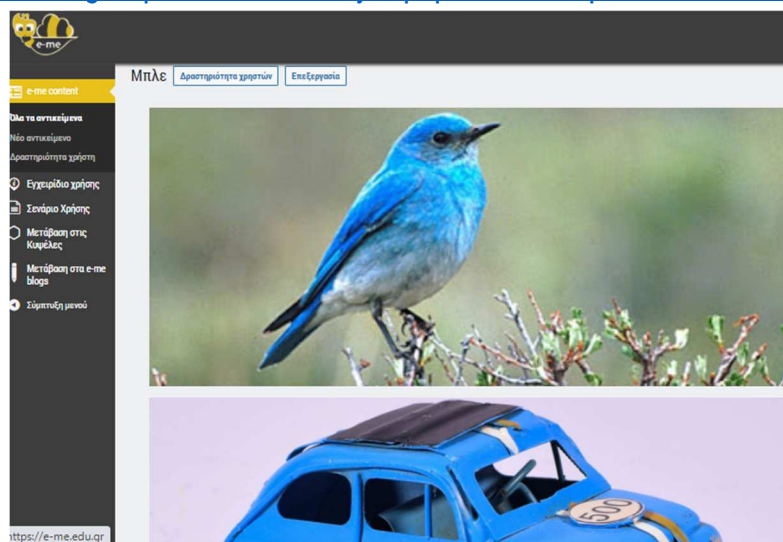 e-me
Μπλε Δραστηριότητα χρηστών Επεξεργασία
e-me content
Όλα τα αντικείμενα
Νέο αντικείμενο
Δραστηριότητα χρήστη
Εγχειρίδιο χρήσης
Σενάριο Χρήσης
Μετάβαση στις
Κυψέλες
Μετάβαση στα e-me
blogs
Σύμπτυξη μενού
500
https://e-me.edu.gr